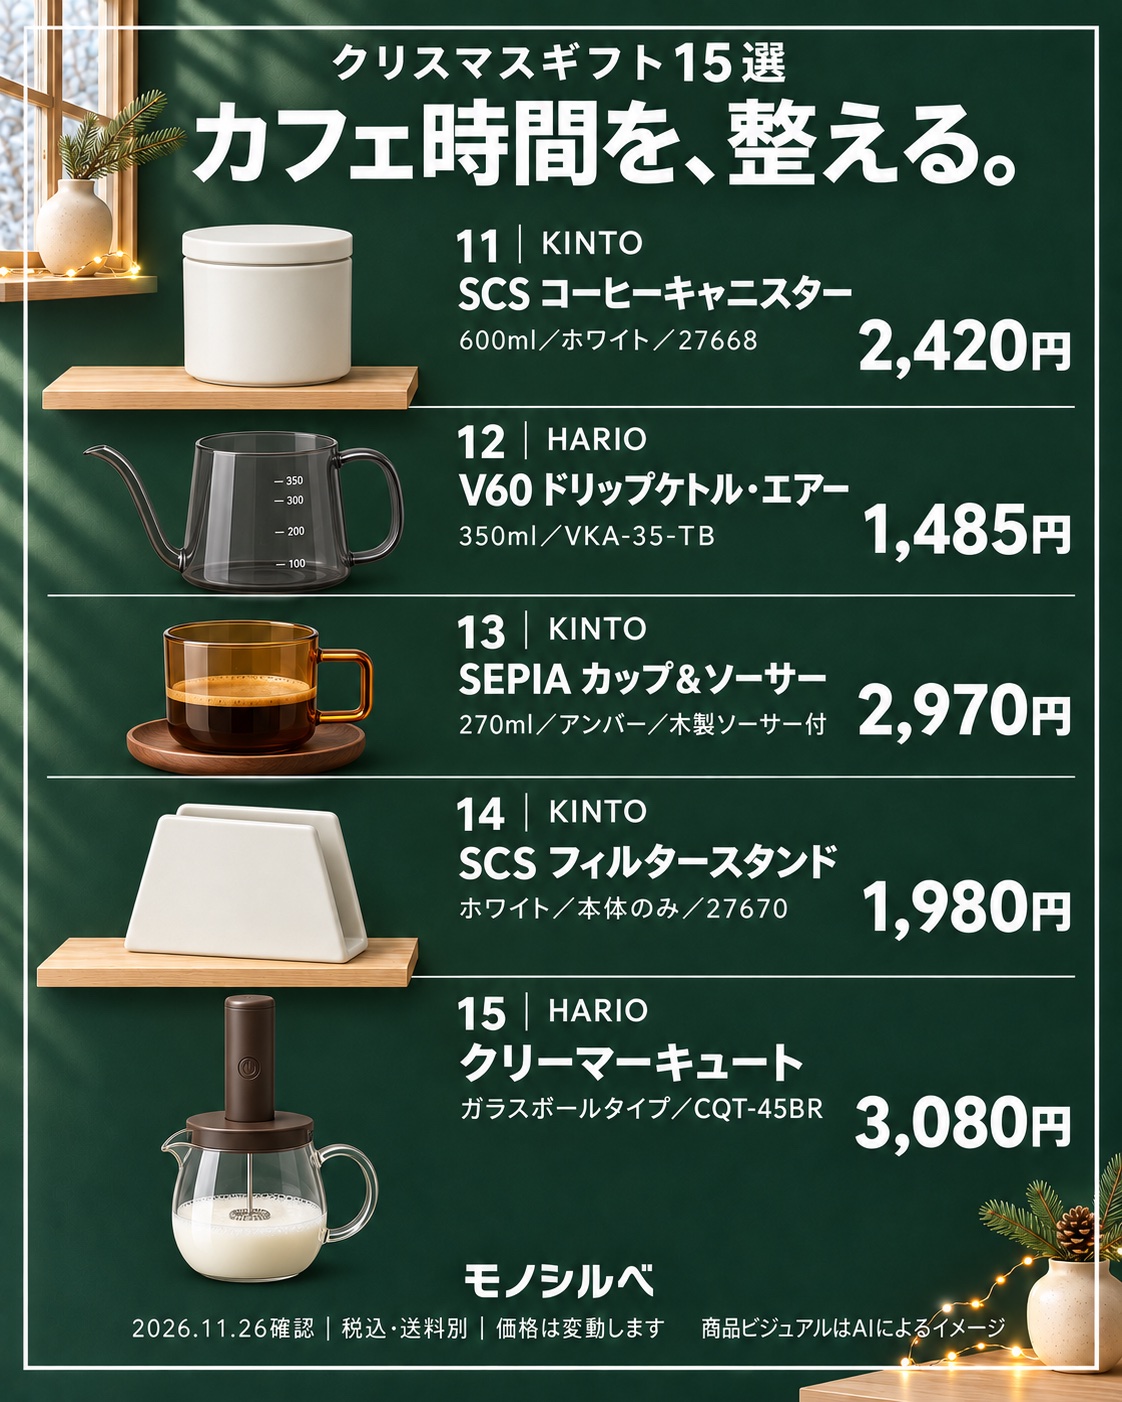 クリスマスギフト15選
カフェ時間を、整える。
11 | KINTO
SCS コーヒーキャニスター
600ml／ホワイト／27668
2,420円
350
300
200
100
12 | HARIO
V60 ドリップケトル・エアー
350ml／VKA-35-TB
1,485円
13 | KINTO
SEPIA カップ&ソーサー
270ml／アンバー／木製ソーサー付
2,970円
14 | KINTO
SCS フィルタースタンド
ホワイト／本体のみ／27670
1,980円
15 | HARIO
クリーマーキュート
ガラスボールタイプ／CQT-45BR
3,080円
モノシルベ
2026.11.26確認 | 税込・送料別 | 価格は変動します 商品ビジュアルはAIによるイメージ